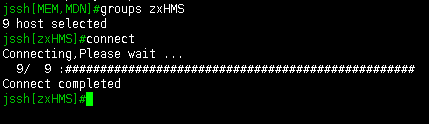 jssh[MEM,MDN]#groups zxHMS
9 host selected
jssh[zxHMS]#connect
Connecting,Please wait ...
9/  9 :##################################################
Connect completed
jssh[zxHMS]#